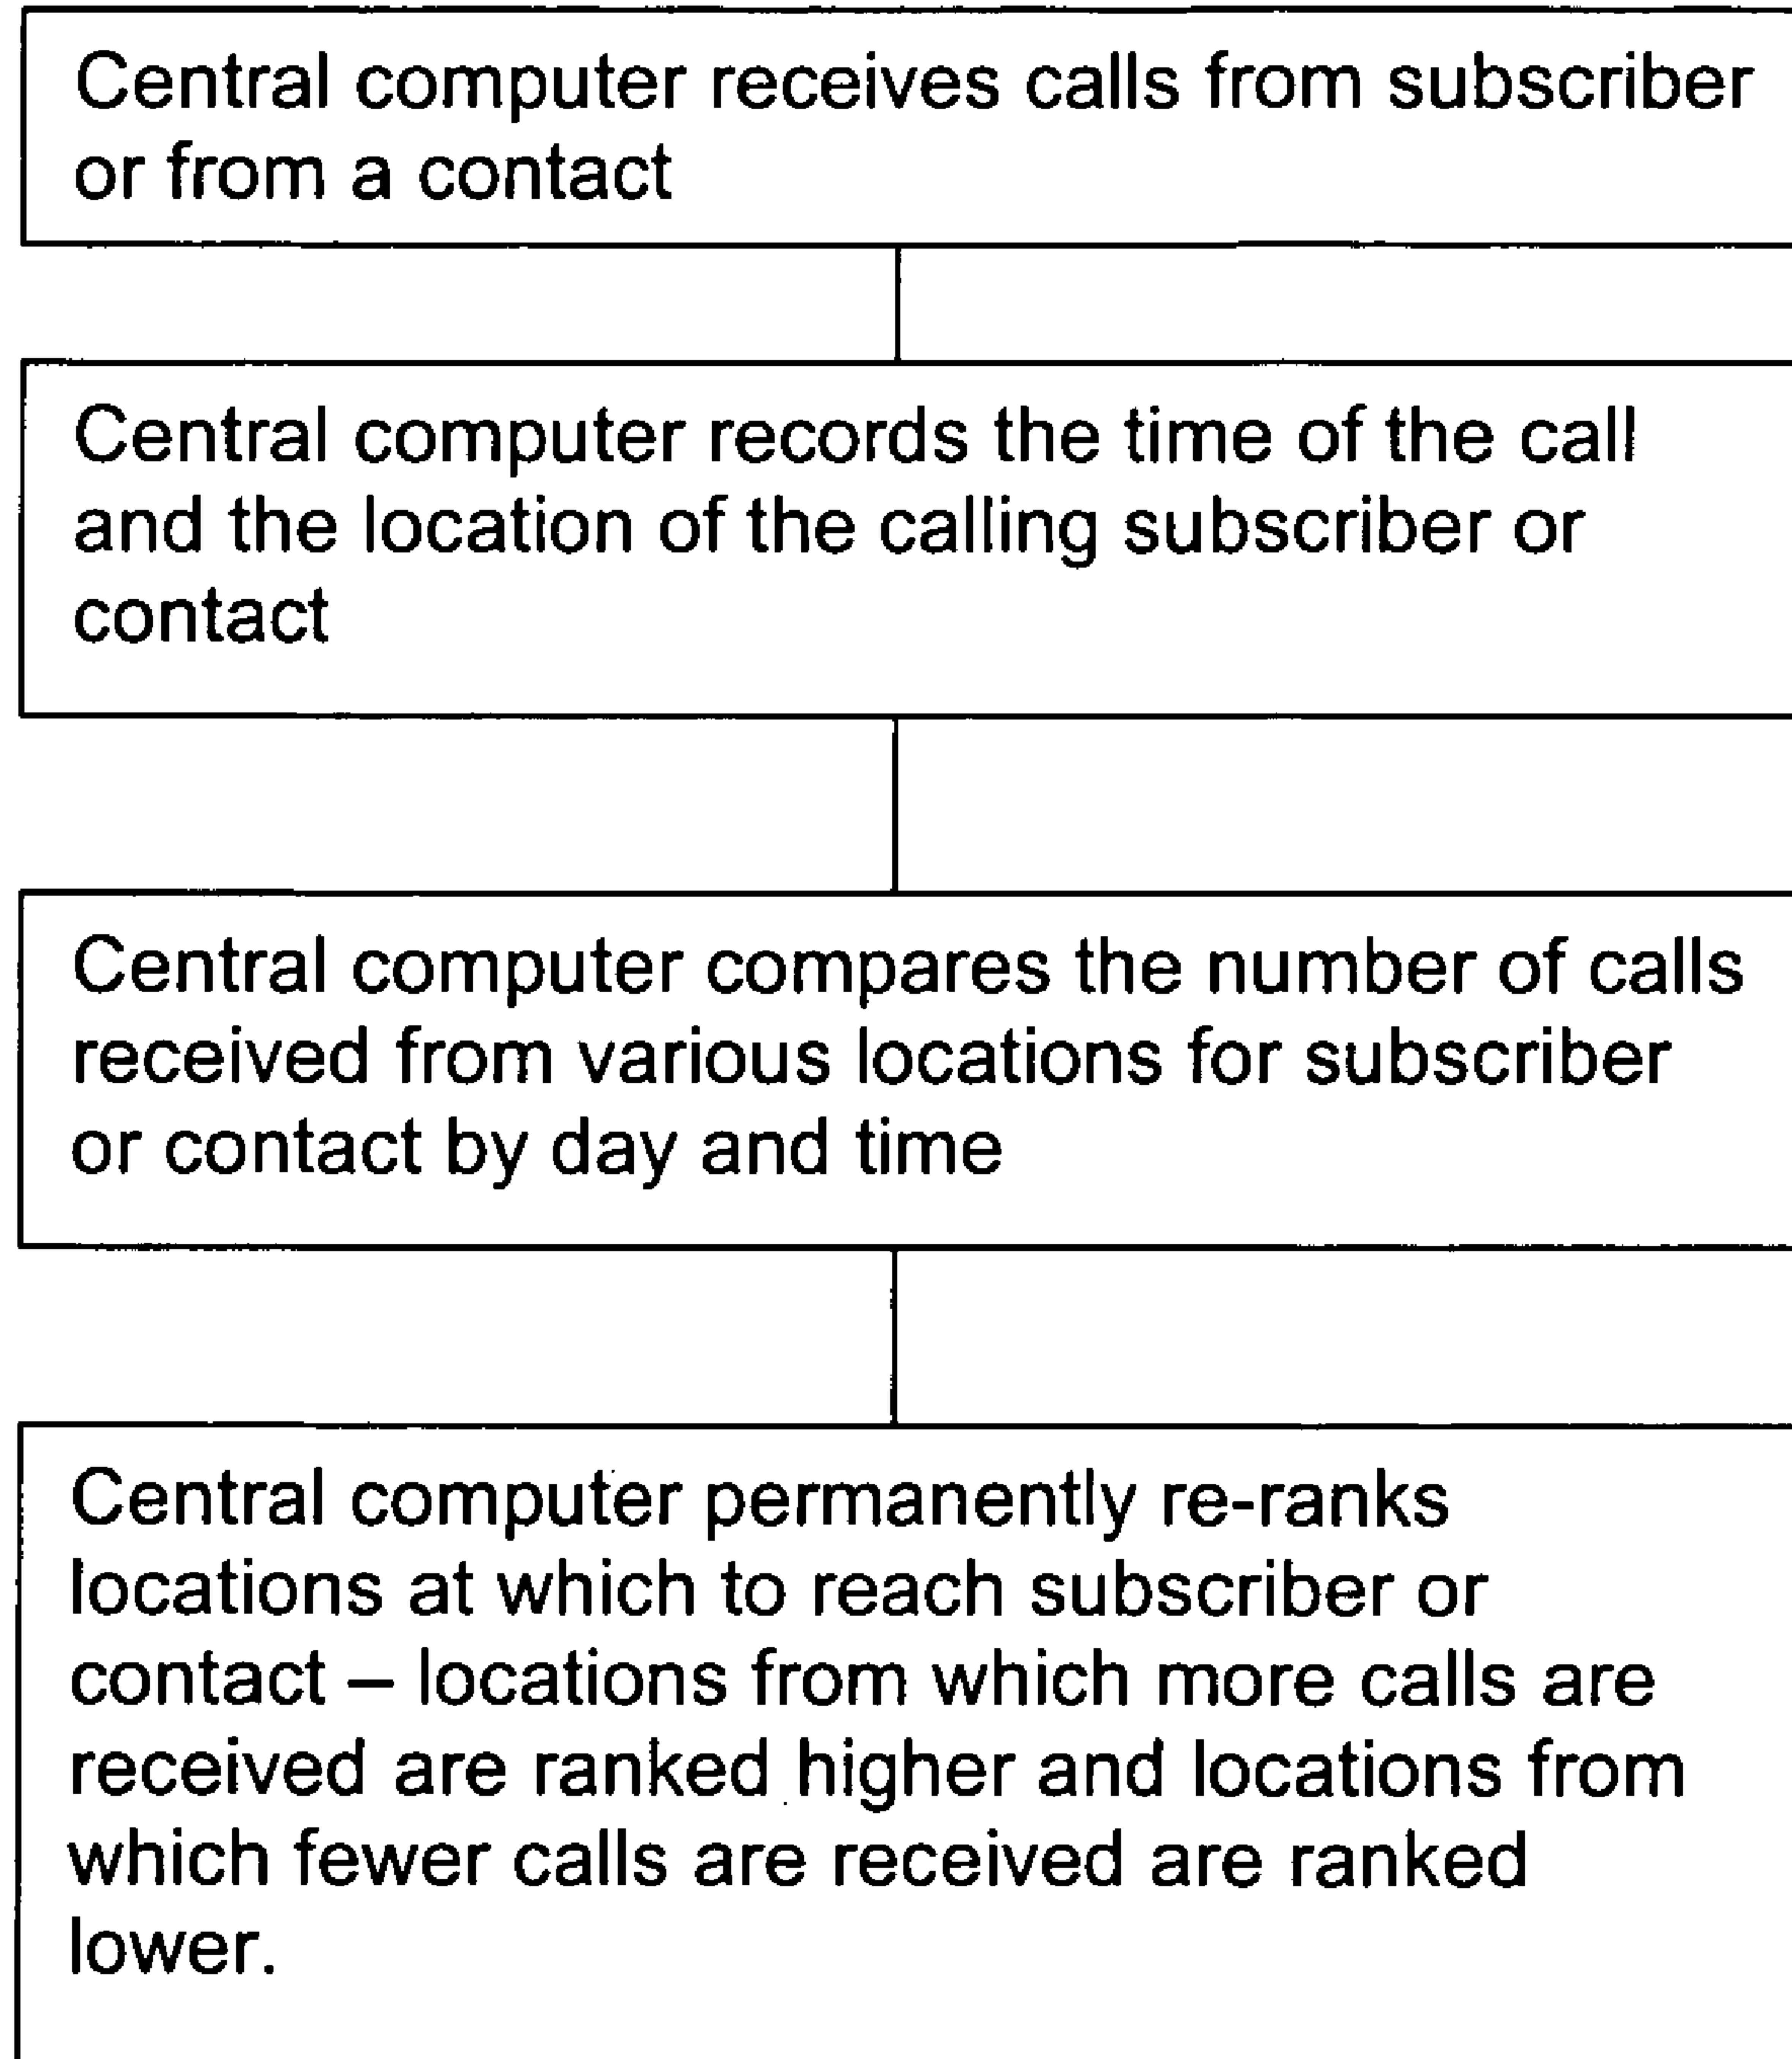 Central computer receives calls from subscriber
or from a contact
Central computer records the time of the call
and the location of the calling subscriber or
contact
Central computer compares the number of calls
received from various locations for subscriber
or contact by day and time
Central computer permanently re-ranks
locations at which to reach subscriber or
contact – locations from which more calls are
received are ranked higher and locations from
which fewer calls are received are ranked
lower.